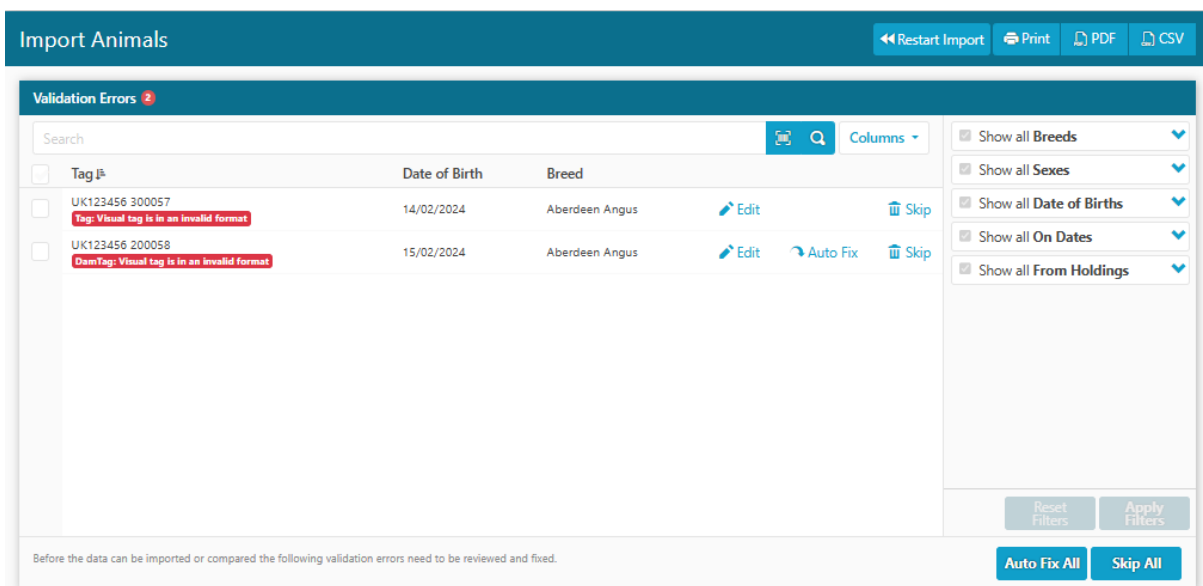 Import Animals
Restart Import
Print
PDF
CSV
Validation Errors 2
Search
Columns
Tag Date of Birth Breed
UK123456 300057 14/02/2024 Aberdeen Angus Edit Skip
Tag: Visual tag is in an invalid format
UK123456 200058 15/02/2024 Aberdeen Angus Edit Auto Fix Skip
DamTag: Visual tag is in an invalid format
Show all Breeds
Show all Sexes
Show all Date of Births
Show all On Dates
Show all From Holdings
Reset
Filters
Apply
Filters
Before the data can be imported or compared the following validation errors need to be reviewed and fixed.
Auto Fix All
Skip All